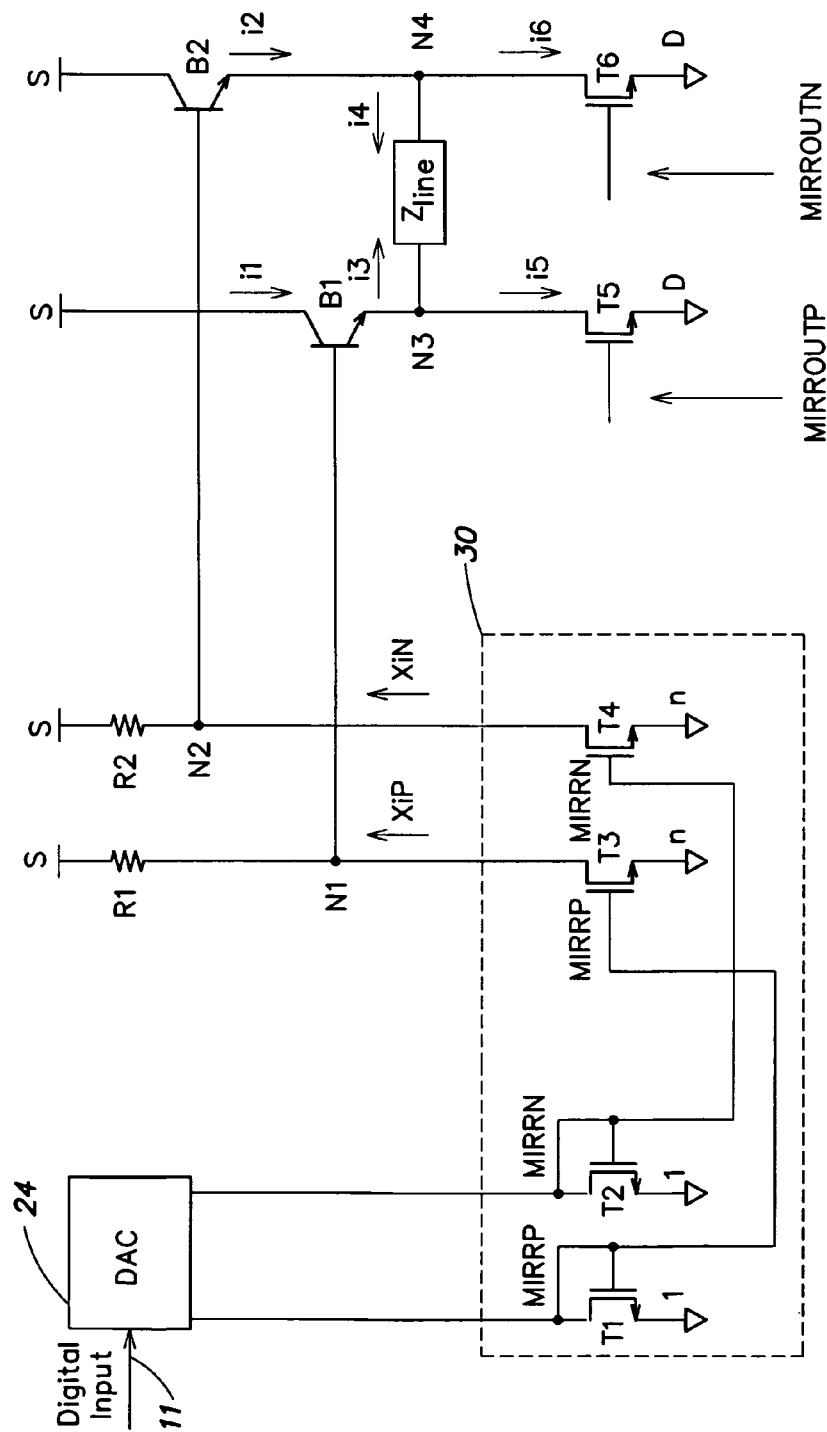 24
DAC
Digital
Input
11
S
S
S
S
R1
R2
N1
N2
XiP
XiN
B1
B2
i1
i2
i3
i4
Zline
N3
N4
i5
i6
30
MIRRP
MIRRN
MIRRP
MIRRN
T1
T2
T3
T4
T5
T6
1
1
n
n
D
D
MIRROUTP
MIRROUTN